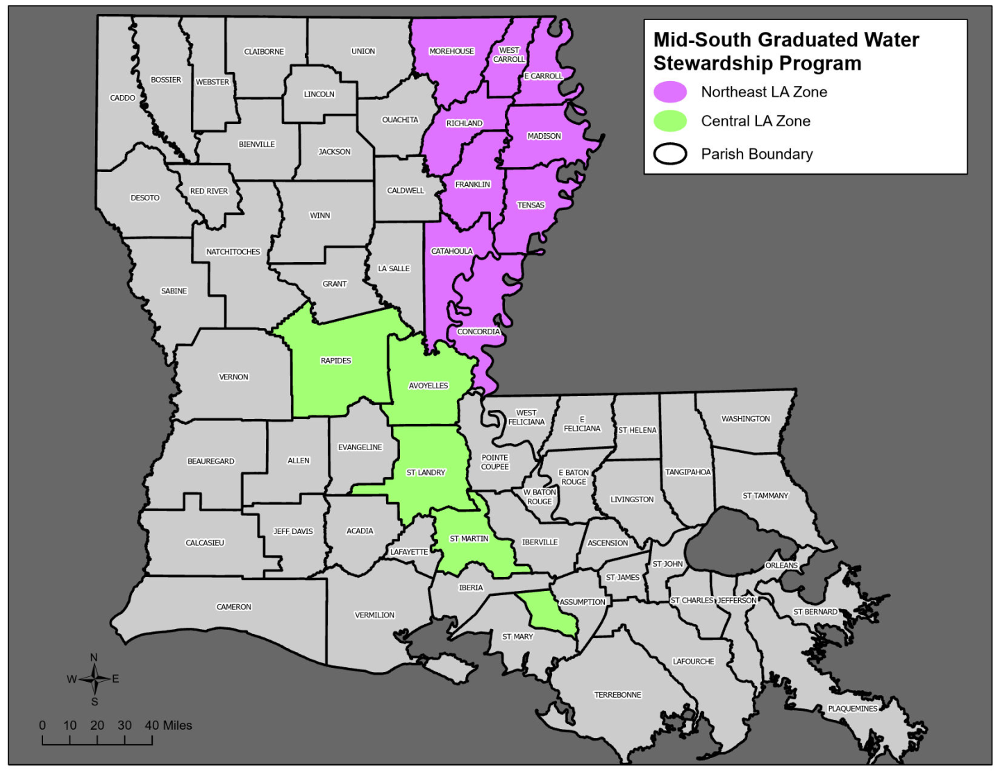 Mid-South Graduated Water
Stewardship Program
Northeast LA Zone
Central LA Zone
Parish Boundary
CLAIBORNE
UNION
MOREHOUSE
WEST
CARROLL
E CARROLL
BOSSIER
WEBSTER
CADDO
LINCOLN
OUACHITA
RICHLAND
MADISON
BIENVILLE
JACKSON
DESOTO
RED RIVER
CALDWELL
FRANKLIN
TENSAS
WINN
NATCHITOCHES
CATAHOULA
LA SALLE
SABINE
GRANT
CONCORDIA
RAPIDES
VERNON
AVOYELLES
WEST
FELICIANA
E
FELICIANA
ST HELENA
WASHINGTON
BEAUREGARD
ALLEN
EVANGELINE
POINTE
COUPEE
ST LANDRY
E BATON
ROUGE
TANGIPAHOA
W BATON
ROUGE
LIVINGSTON
ST TAMMANY
CALCASIEU
JEFF DAVIS
ACADIA
LAFAYETTE
ST MARTIN
IBERVILLE
ASCENSION
ST JOHN
ORLEANS
ST JAMES
IBERIA
CAMERON
VERMILION
ASSUMPTION
ST CHARLES
JEFFERSON
ST BERNARD
ST MARY
LAFOURCHE
TERREBONNE
PLAQUEMINES
N
W E
S
0 10 20 30 40 Miles